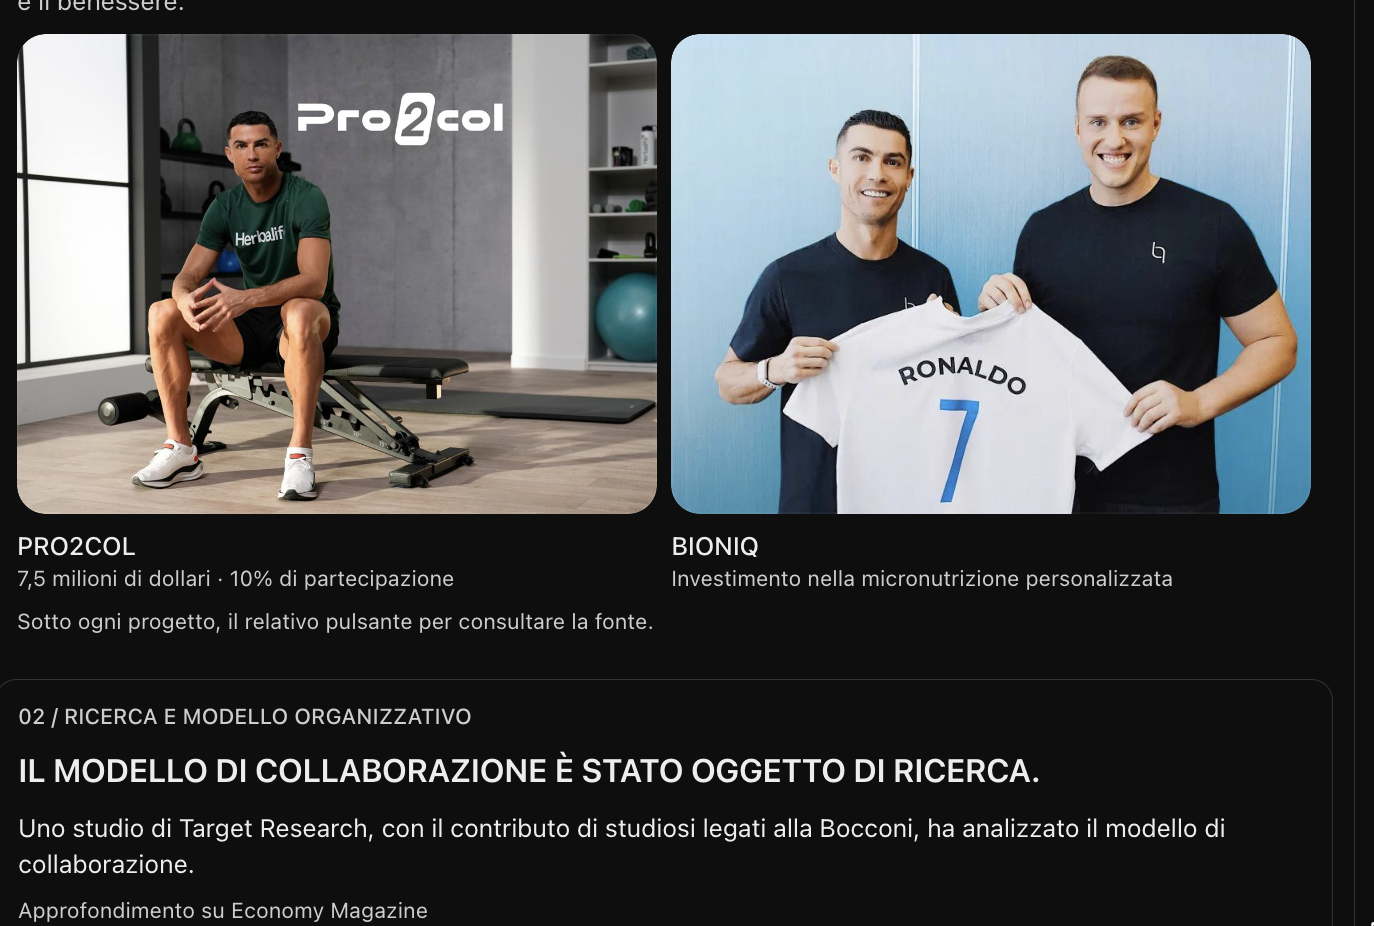 e il benessere.
Pro2col
Herbalif
RONALDO
7
PRO2COL
7,5 milioni di dollari · 10% di partecipazione
BIONIQ
Investimento nella micronutrizione personalizzata
Sotto ogni progetto, il relativo pulsante per consultare la fonte.
02 / RICERCA E MODELLO ORGANIZZATIVO
IL MODELLO DI COLLABORAZIONE È STATO OGGETTO DI RICERCA.
Uno studio di Target Research, con il contributo di studiosi legati alla Bocconi, ha analizzato il modello di
collaborazione.
Approfondimento su Economy Magazine